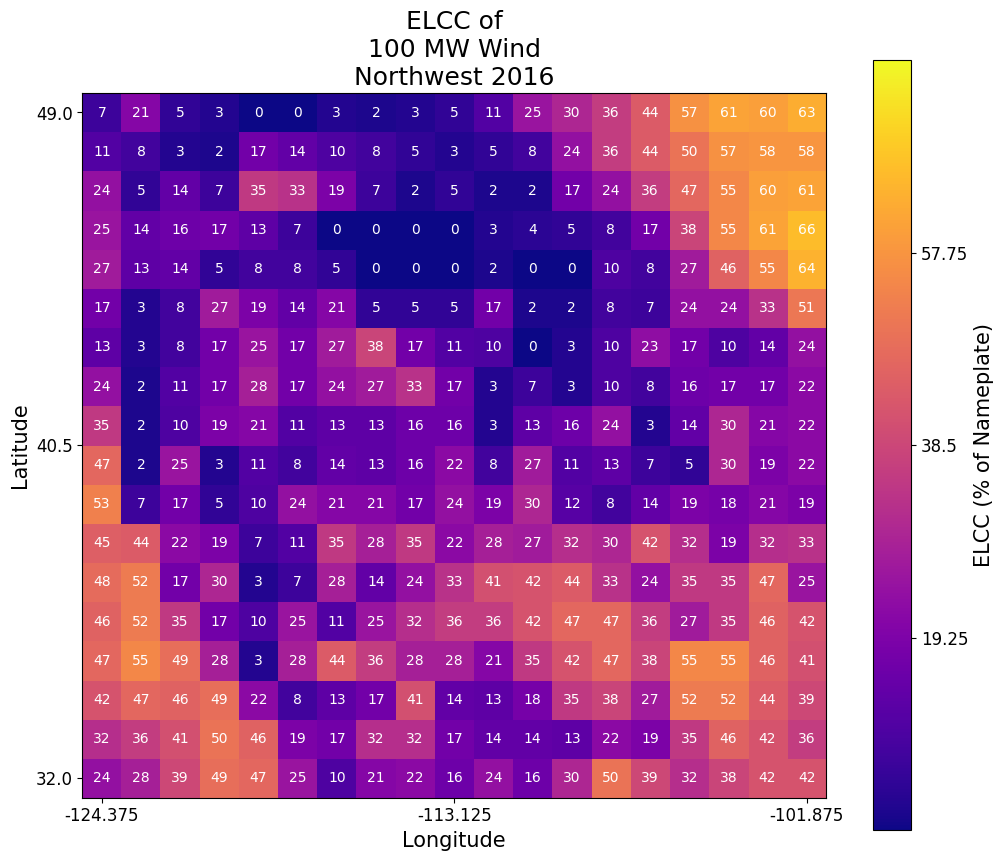 ELCC of
100 MW Wind
Northwest 2016
49.0 7 21 5 3 0 0 3 2 3 5 11 25 30 36 44 57 61 60 63
11 8 3 2 17 14 10 8 5 3 5 8 24 36 44 50 57 58 58
24 5 14 7 35 33 19 7 2 5 2 2 17 24 36 47 55 60 61
25 14 16 17 13 7 0 0 0 0 3 4 5 8 17 38 55 61 66
27 13 14 5 8 8 5 0 0 0 2 0 0 10 8 27 46 55 64
57.75
17 3 8 27 19 14 21 5 5 5 17 2 2 8 7 24 24 33 51
13 3 8 17 25 17 27 38 17 11 10 0 3 10 23 17 10 14 24
24 2 11 17 28 17 24 27 33 17 3 7 3 10 8 16 17 17 22
35 2 10 19 21 11 13 13 16 16 3 13 16 24 3 14 30 21 22
40.5
38.5
Latitude
ELCC (% of Nameplate)
47 2 25 3 11 8 14 13 16 22 8 27 11 13 7 5 30 19 22
53 7 17 5 10 24 21 21 17 24 19 30 12 8 14 19 18 21 19
45 44 22 19 7 11 35 28 35 22 28 27 32 30 42 32 19 32 33
48 52 17 30 3 7 28 14 24 33 41 42 44 33 24 35 35 47 25
46 52 35 17 10 25 11 25 32 36 36 42 47 47 36 27 35 46 42
19.25
47 55 49 28 3 28 44 36 28 28 21 35 42 47 38 55 55 46 41
42 47 46 49 22 8 13 17 41 14 13 18 35 38 27 52 52 44 39
32 36 41 50 46 19 17 32 32 17 14 14 13 22 19 35 46 42 36
32.0 24 28 39 49 47 25 10 21 22 16 24 16 30 50 39 32 38 42 42
-124.375 -113.125 -101.875
Longitude